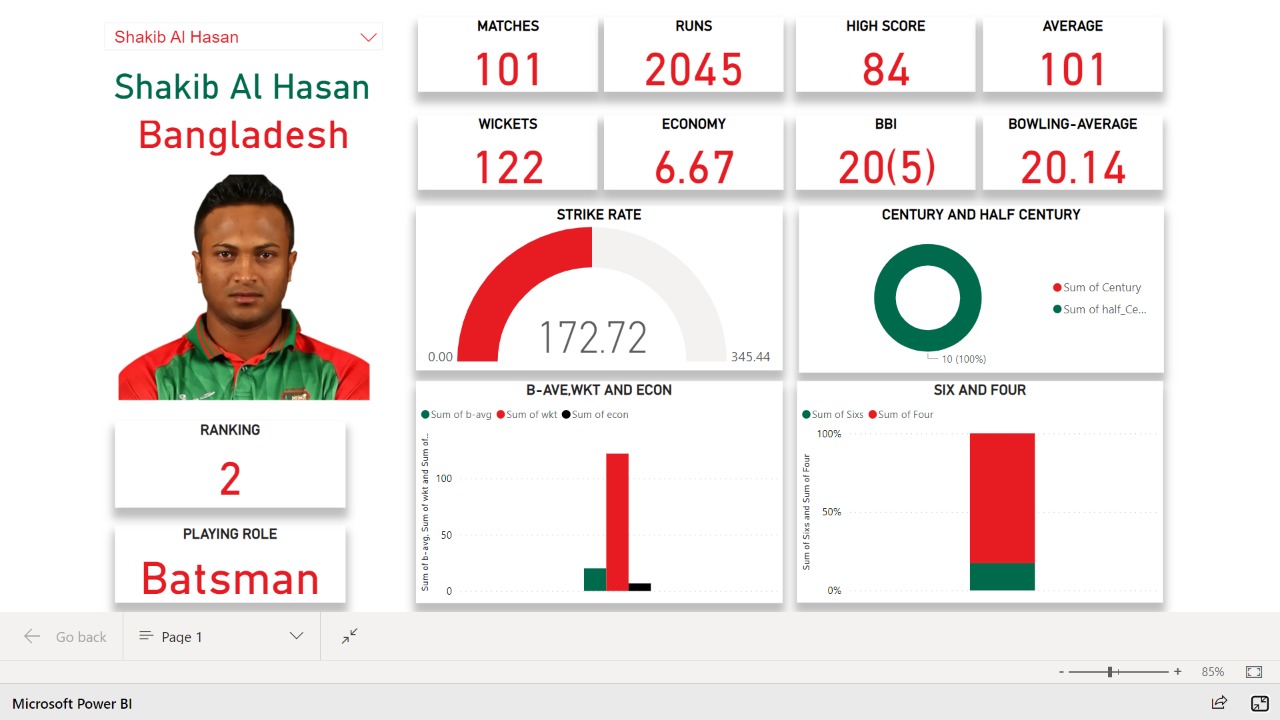 Shakib Al Hasan
Shakib Al Hasan
Bangladesh
RANKING
2
PLAYING ROLE
Batsman
MATCHES
101
RUNS
2045
HIGH SCORE
84
AVERAGE
101
WICKETS
122
ECONOMY
6.67
BBI
20(5)
BOWLING-AVERAGE
20.14
STRIKE RATE
172.72
0.00
345.44
CENTURY AND HALF CENTURY
Sum of Century
Sum of half_Ce...
10 (100%)
B-AVE,WKT AND ECON
Sum of b-avg Sum of wkt Sum of econ
Sum of b-avg, Sum of wkt and Sum of...
100
50
0
SIX AND FOUR
Sum of Sixs Sum of Four
Sum of Sixs and Sum of Four
100%
50%
0%
Go back
Page 1
- + 85%
Microsoft Power BI